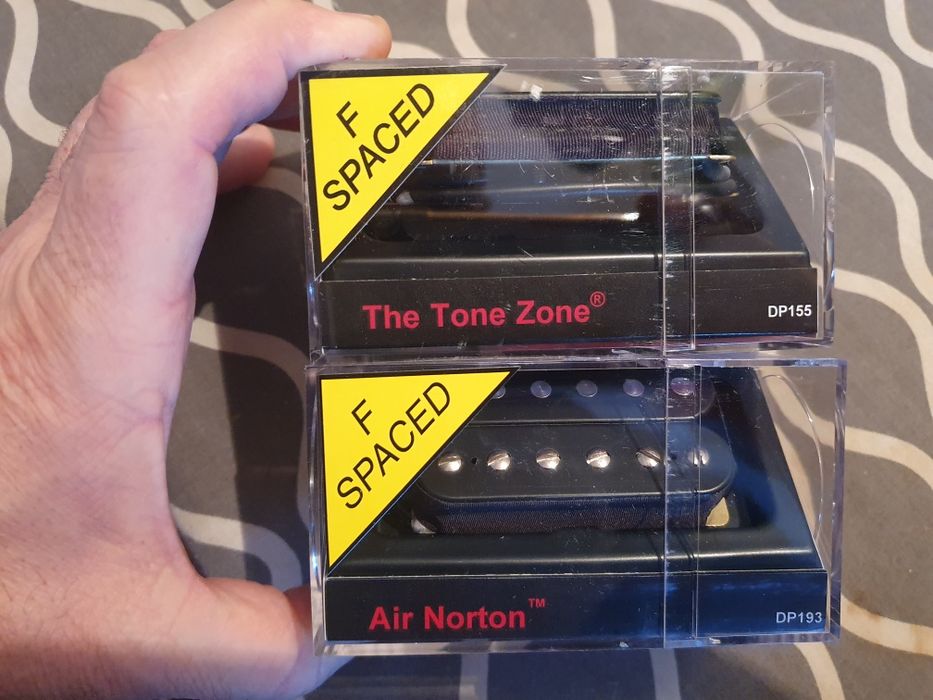 F
SPACED
The Tone Zone®
DP155
F
SPACED
Air Norton™
DP193